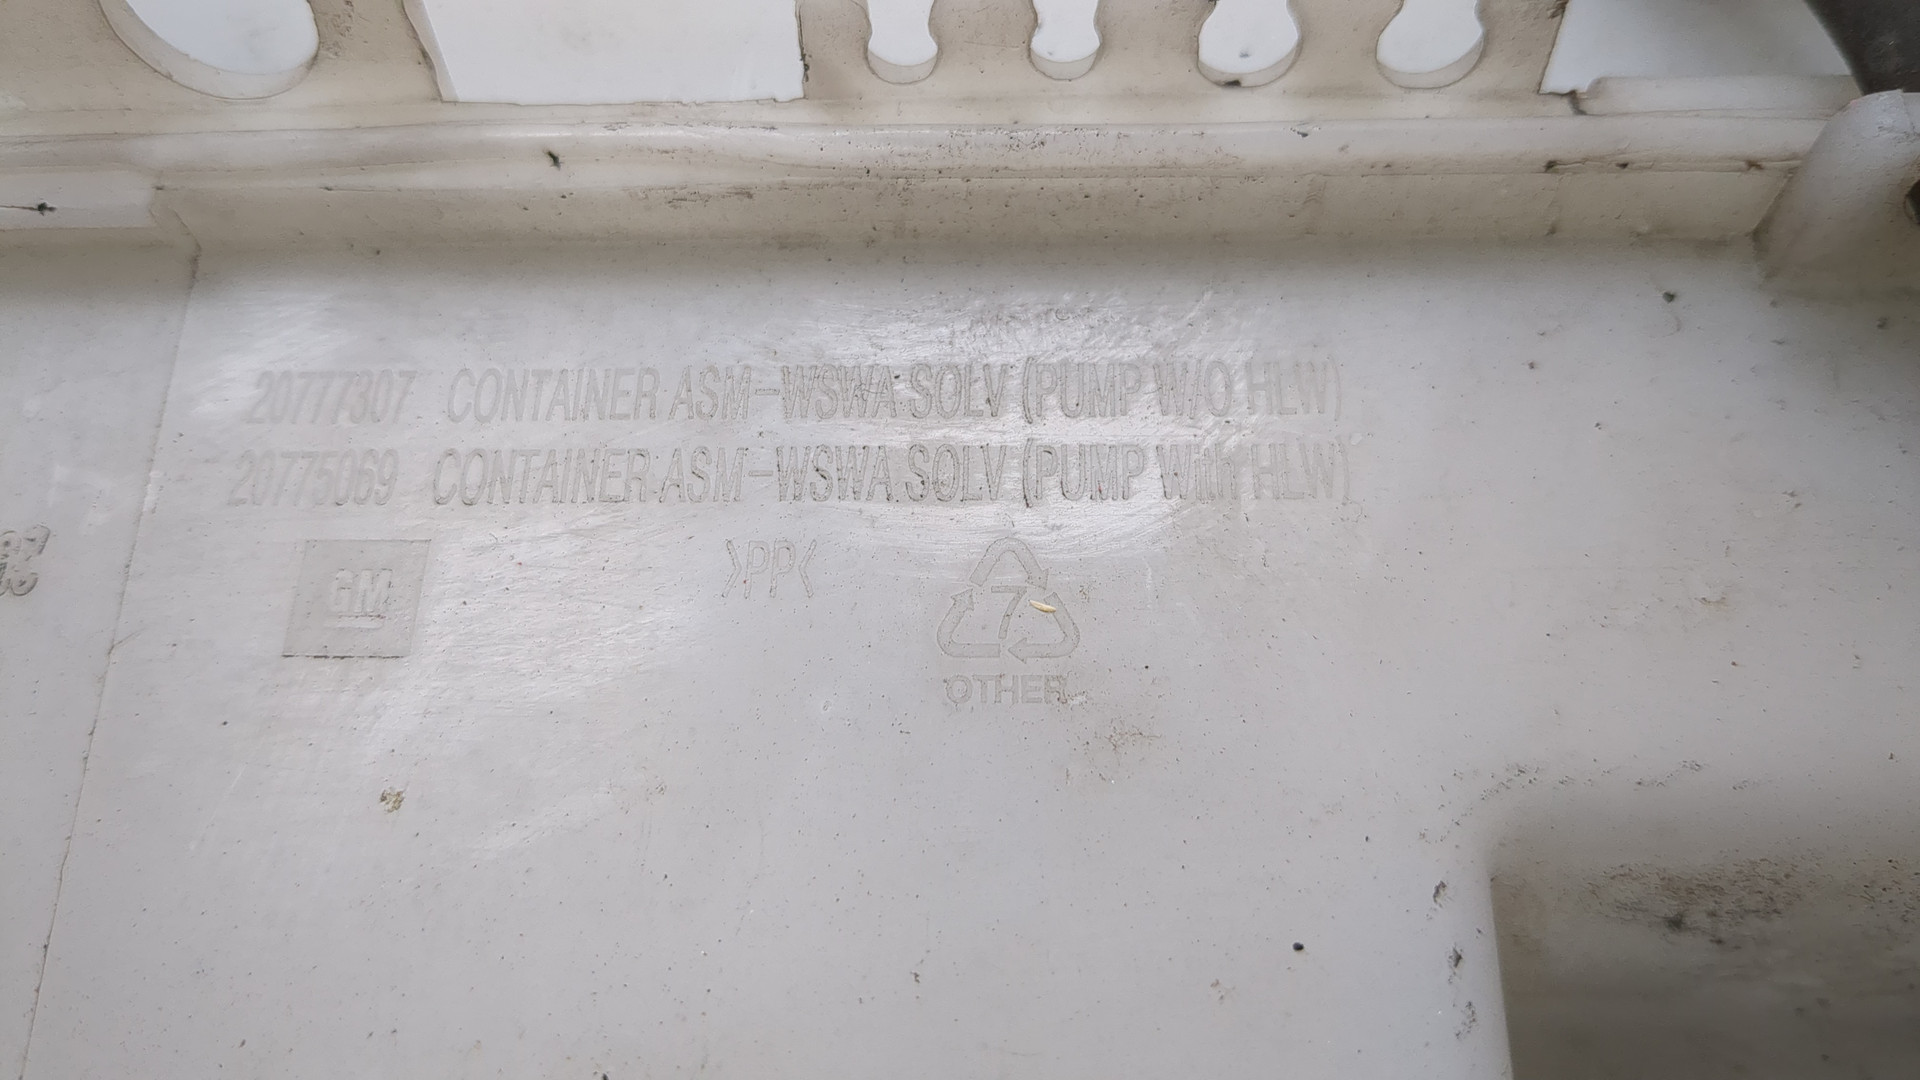 20777307 CONTAINER ASM-WSWA SOLV (PUMP W/O HLW)
20775069 CONTAINER ASM-WSWA SOLV (PUMP With HLW)
GM
>PP<
7
OTHER